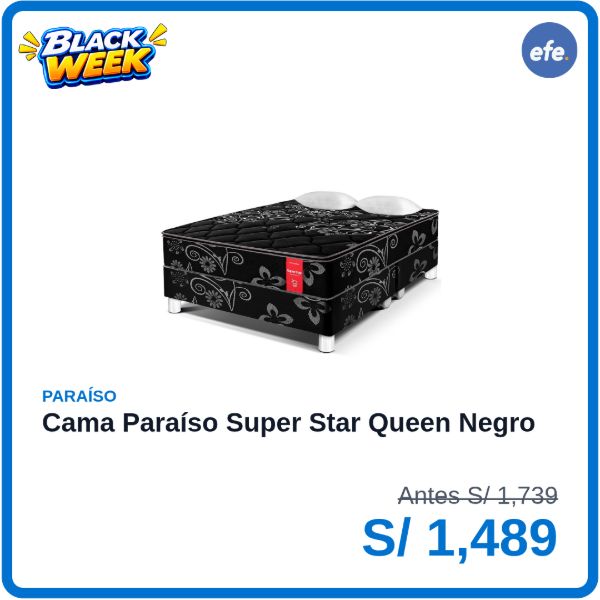 BLACK
WEEK
efe.
PARAÍSO
Cama Paraíso Super Star Queen Negro
Antes S/ 1,739
S/ 1,489